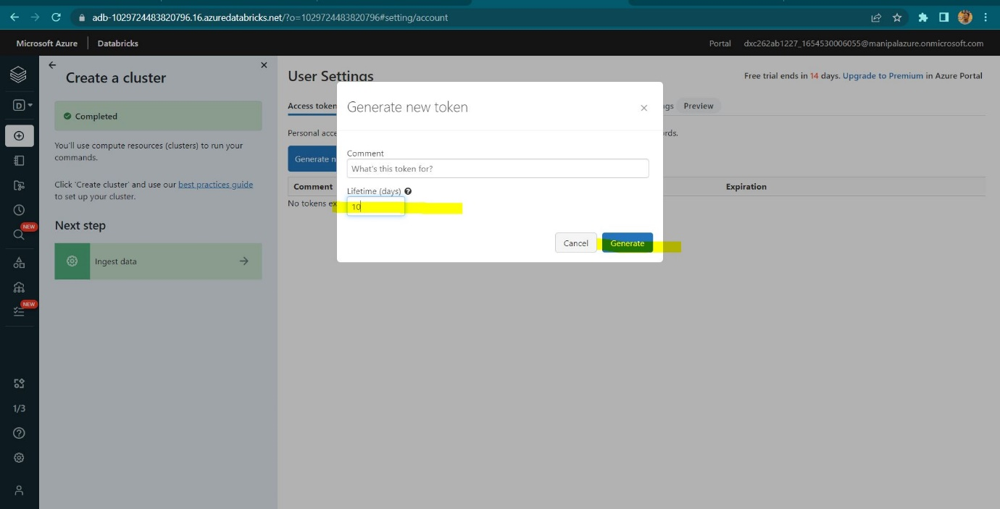 adb-1029724483820796.16.azuredatabricks.net/?o=1029724483820796#setting/account
Microsoft Azure
Databricks
Portal
dxc262ab1227_1654530006055@manipalazure.onmicrosoft.com
Create a cluster
Completed
You'll use compute resources (clusters) to run your
commands.
Click 'Create cluster' and use our best practices guide
to set up your cluster.
Next step
Ingest data
D
NEW
NEW
1/3
User Settings
Free trial ends in 14 days. Upgrade to Premium in Azure Portal
Access token
gs
Preview
Personal acce
rds.
Generate n
Comment
Expiration
No tokens ex
Generate new token
Comment
What's this token for?
Lifetime (days)
10
Cancel
Generate